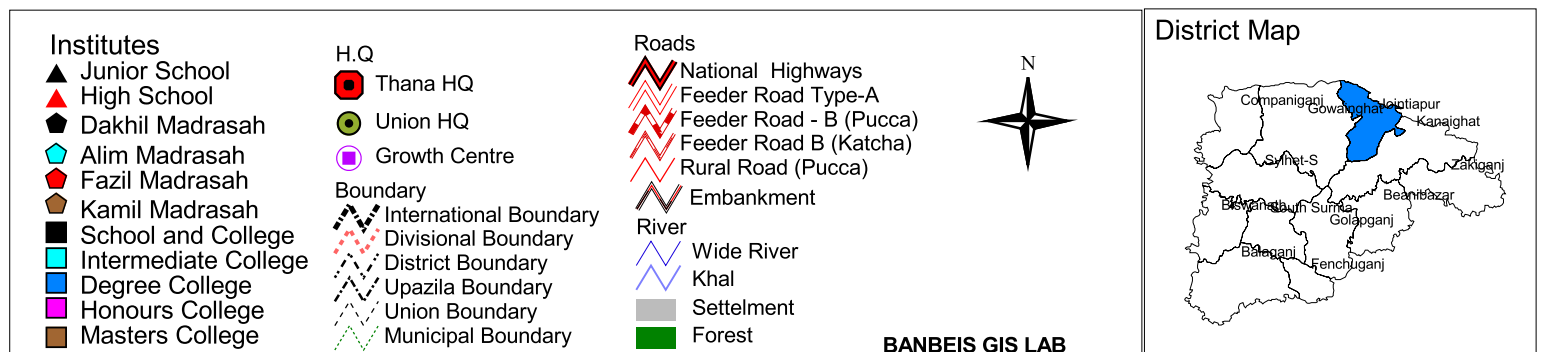 Institutes
Junior School
High School
Dakhil Madrasah
Alim Madrasah
Fazil Madrasah
Kamil Madrasah
School and College
Intermediate College
Degree College
Honours College
Masters College
H.Q
Thana HQ
Union HQ
Growth Centre
Boundary
International Boundary
Divisional Boundary
District Boundary
Upazila Boundary
Union Boundary
Municipal Boundary
Roads
National Highways
Feeder Road Type-A
Feeder Road - B (Pucca)
Feeder Road B (Katcha)
Rural Road (Pucca)
Embankment
River
Wide River
Khal
Settelment
Forest
N
BANBEIS GIS LAB
District Map
Companiganj
Gowainghat
Jointiapur
Kanaighat
Sylhet-S
Zakiganj
Beanibazar
Biswanath
South Surma
Golapganj
Balaganj
Fenchuganj